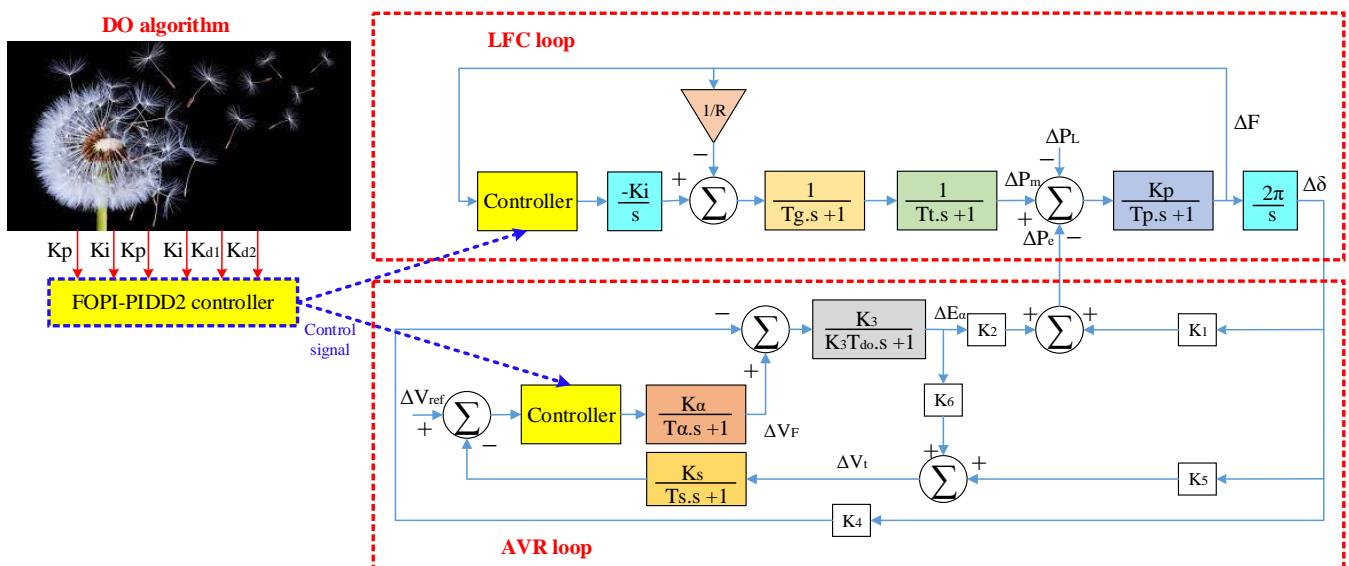 DO algorithm
LFC loop
1/R
ΔF
ΔPL
−
−
Controller
-Ki
s
+
∑
1
Tg.s +1
1
Tt.s +1
ΔPm
+
∑
Kp
Tp.s +1
2π
s
Δδ
ΔPe
−
Kp
Ki
Kp
Ki
Kd1
Kd2
FOPI-PIDD2 controller
Control
signal
−
∑
+
K3
K3Tdo.s +1
ΔEα
K2
+
∑
+
K1
K6
ΔVref
+
∑
−
Controller
Kα
Tα.s +1
ΔVF
Ks
Ts.s +1
ΔVt
+
∑
+
K5
K4
AVR loop